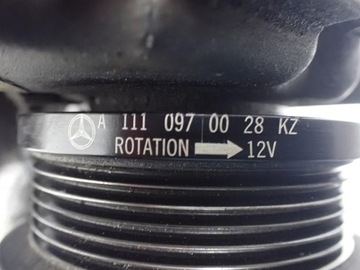 A 111 097 00 28 KZ
ROTATION → 12V